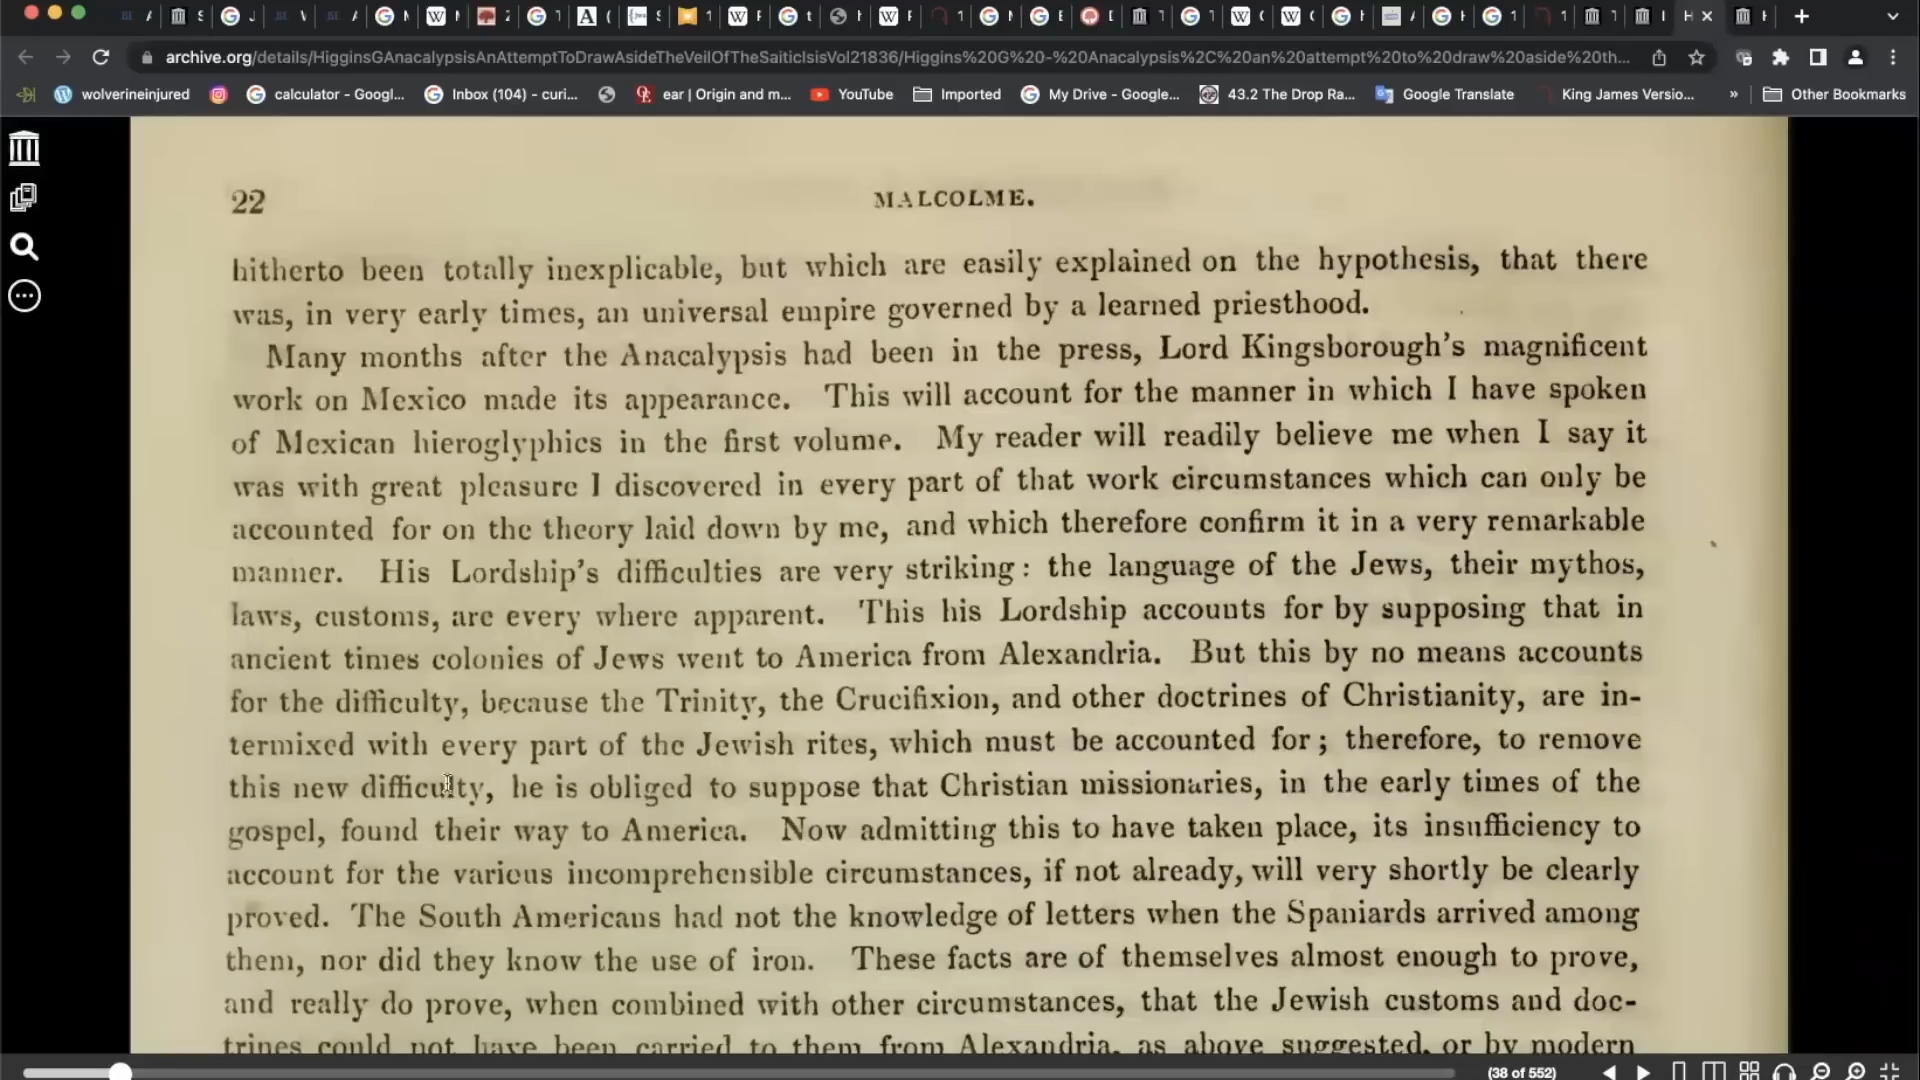 archive.org/details/HigginsGAnacalypsisAnAttemptToDrawAsideTheVeilOfTheSaiticIsisVol21836/Higgins%20G%20-%20Anacalypsis%2C%20an%20attempt%20to%20draw%20aside%20th...
wolverineinjured calculator - Googl... Inbox (104) - curi... ear | Origin and m... YouTube Imported My Drive - Google... 43.2 The Drop Ra... Google Translate King James Versio... » Other Bookmarks
22 MALCOLME.
hitherto been totally inexplicable, but which are easily explained on the hypothesis, that there
was, in very early times, an universal empire governed by a learned priesthood.
Many months after the Anacalypsis had been in the press, Lord Kingsborough's magnificent
work on Mexico made its appearance. This will account for the manner in which I have spoken
of Mexican hieroglyphics in the first volume. My reader will readily believe me when I say it
was with great pleasure I discovered in every part of that work circumstances which can only be
accounted for on the theory laid down by me, and which therefore confirm it in a very remarkable
manner. His Lordship's difficulties are very striking: the language of the Jews, their mythos,
laws, customs, are every where apparent. This his Lordship accounts for by supposing that in
ancient times colonies of Jews went to America from Alexandria. But this by no means accounts
for the difficulty, because the Trinity, the Crucifixion, and other doctrines of Christianity, are in-
termixed with every part of the Jewish rites, which must be accounted for; therefore, to remove
this new difficulty, he is obliged to suppose that Christian missionaries, in the early times of the
gospel, found their way to America. Now admitting this to have taken place, its insufficiency to
account for the various incomprehensible circumstances, if not already, will very shortly be clearly
proved. The South Americans had not the knowledge of letters when the Spaniards arrived among
them, nor did they know the use of iron. These facts are of themselves almost enough to prove,
and really do prove, when combined with other circumstances, that the Jewish customs and doc-
trines could not have been carried to them from Alexandria, as above suggested, or by modern
(38 of 552)